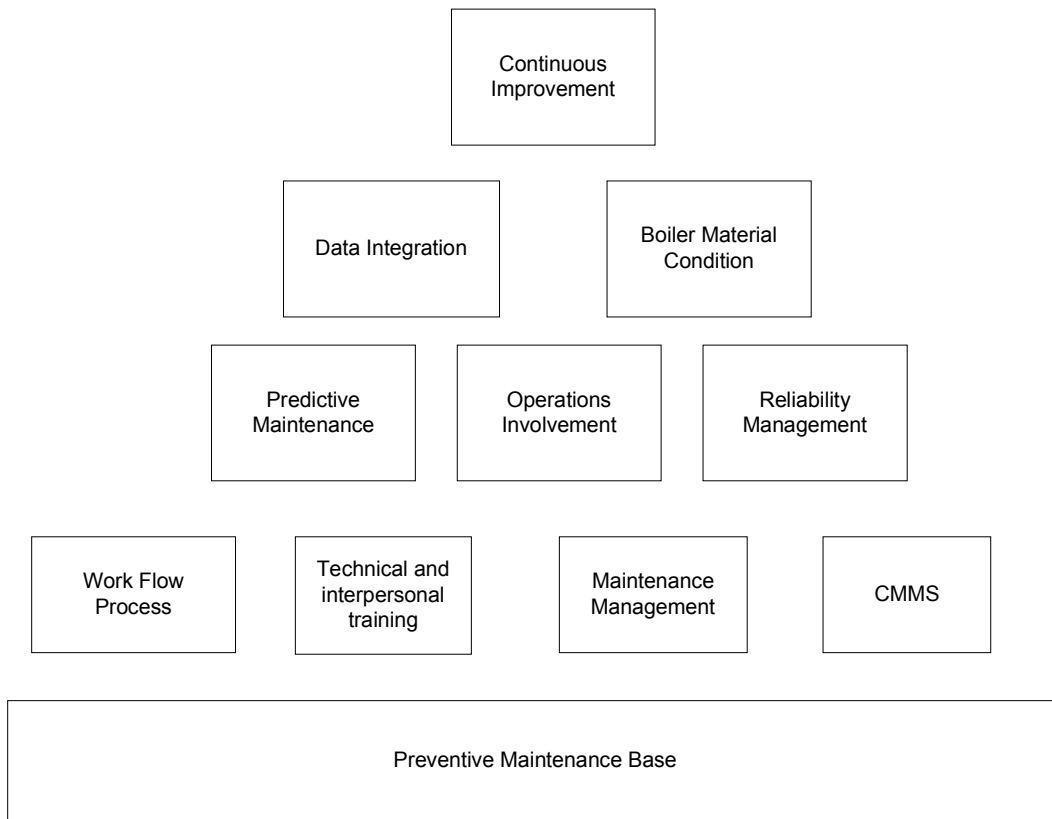 Continuous
Improvement
Data Integration
Boiler Material
Condition
Predictive
Maintenance
Operations
Involvement
Reliability
Management
Work Flow
Process
Technical and
interpersonal
training
Maintenance
Management
CMMS
Preventive Maintenance Base